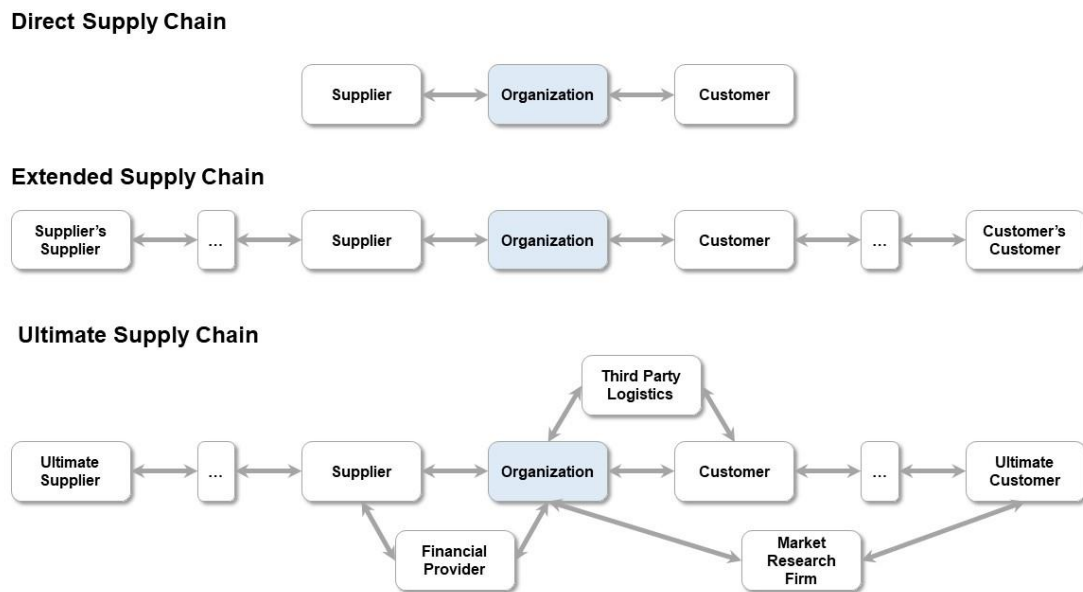 Direct Supply Chain
Supplier
Organization
Customer
Extended Supply Chain
Supplier’s
Supplier
...
Supplier
Organization
Customer
...
Customer’s
Customer
Ultimate Supply Chain
Third Party
Logistics
Ultimate
Supplier
...
Supplier
Organization
Customer
...
Ultimate
Customer
Financial
Provider
Market
Research
Firm